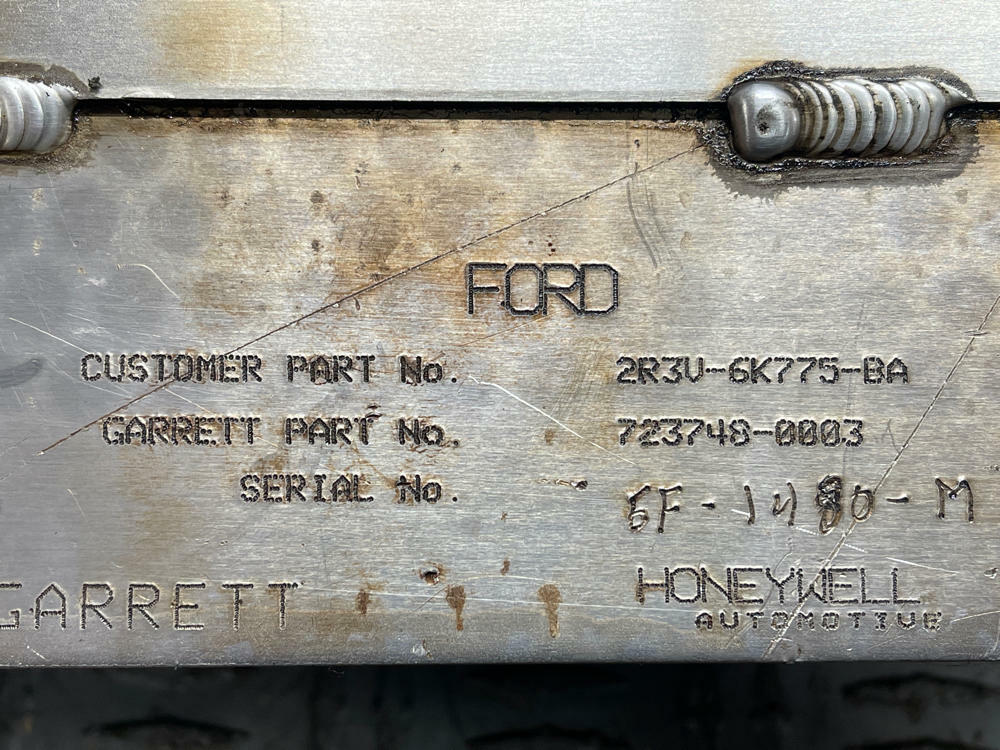 FORD
CUSTOMER PART No. 2R3V-6K775-BA
GARRETT PART No. 723748-0003
SERIAL No.
GARRETT
HONEYWELL
AUTOMOTIVE